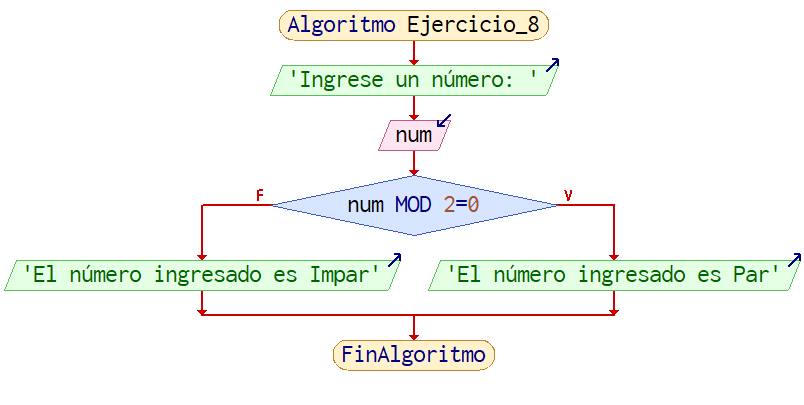 Algoritmo Ejercicio_8
'Ingrese un número: '
num
F
num MOD 2=0
V
'El número ingresado es Impar'
'El número ingresado es Par'
FinAlgoritmo